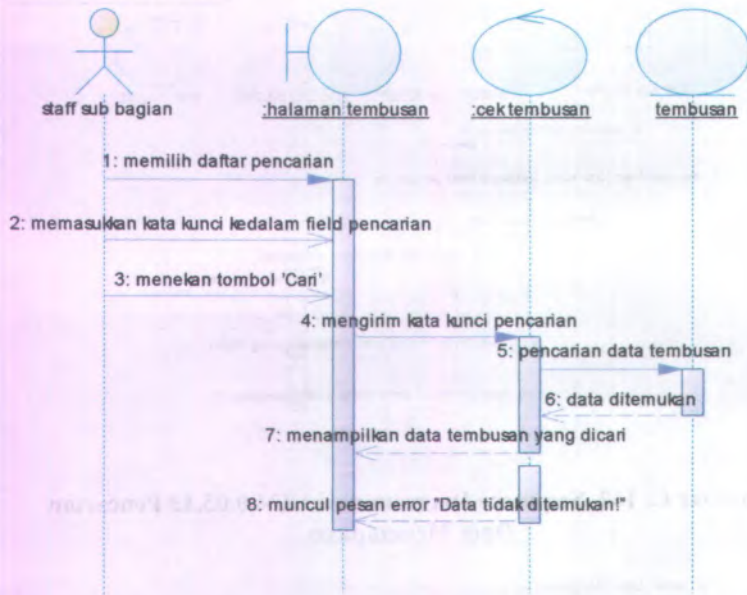 staff sub bagian
:halaman tembusan
:cek tembusan
tembusan
1: memilih daftar pencarian
2: memasukkan kata kunci kedalam field pencarian
3: menekan tombol 'Cari'
4: mengirim kata kunci pencarian
5: pencarian data tembusan
6: data ditemukan
7: menampilkan data tembusan yang dicari
8: muncul pesan error "Data tidak ditemukan!"